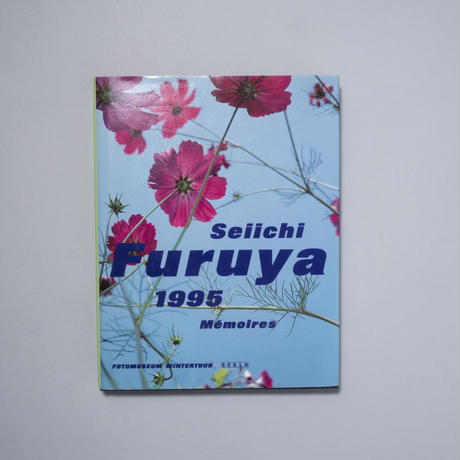 Seiichi
Furuya
1995
Mémoires
FOTOMUSEUM WINTERTHUR SCALO